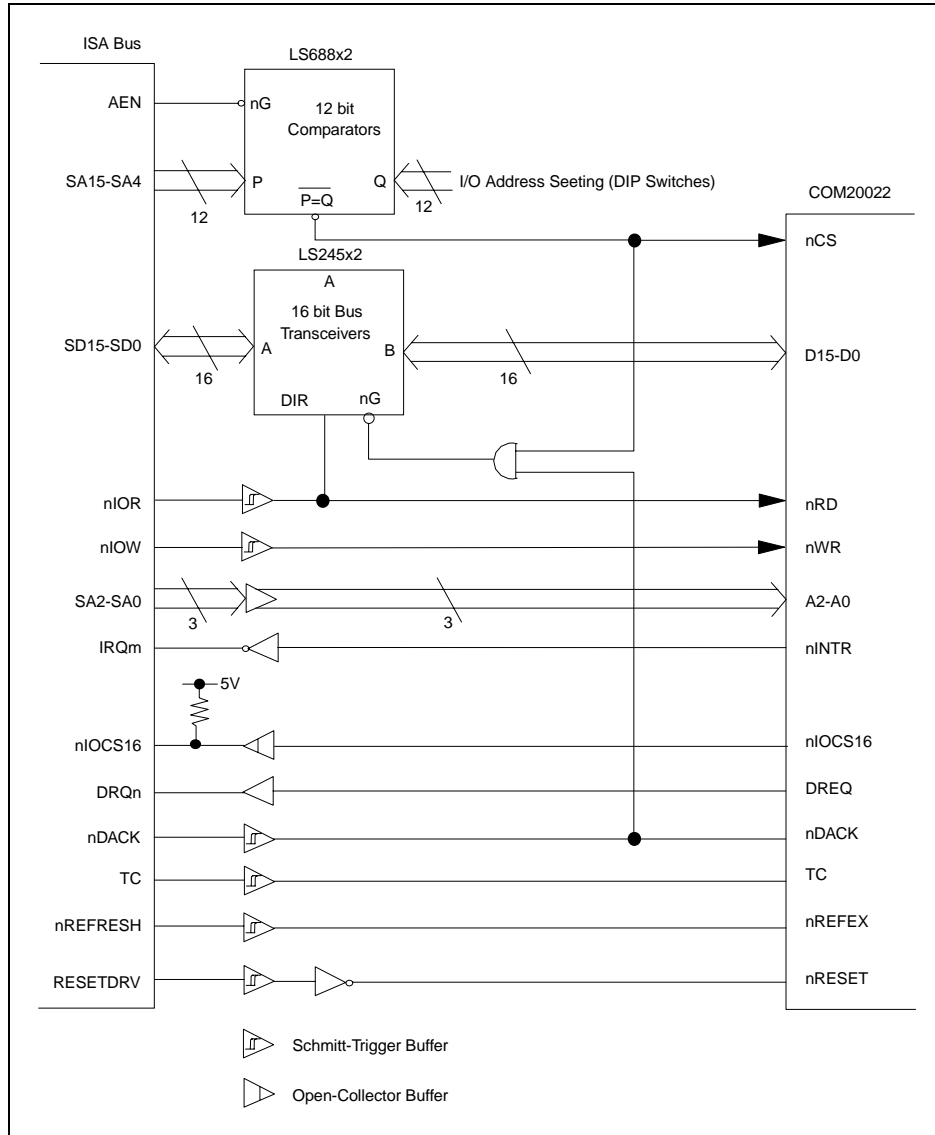 ISA Bus
LS688x2
AEN
nG
12 bit
Comparators
SA15-SA4
12
P
Q
12
I/O Address Seeting (DIP Switches)
P=Q
COM20022
nCS
LS245x2
A
16 bit Bus
Transceivers
SD15-SD0
16
A
B
16
D15-D0
DIR
nG
nIOR
nRD
nIOW
nWR
SA2-SA0
3
3
A2-A0
IRQm
nINTR
5V
nIOCS16
nIOCS16
DRQn
DREQ
nDACK
nDACK
TC
TC
nREFRESH
nREFEX
RESETDRV
nRESET
Schmitt-Trigger Buffer
Open-Collector Buffer